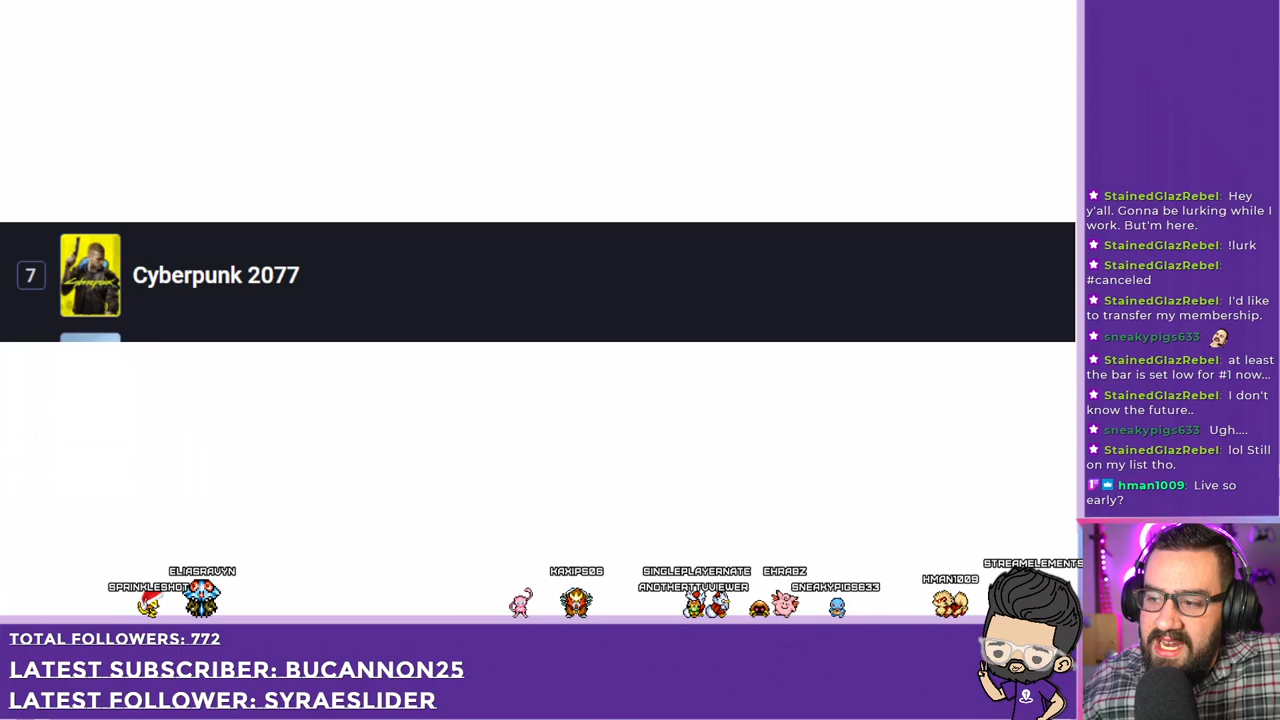 7
CYBERPUNK
Cyberpunk 2077
StainedGlazRebel: Hey
y'all. Gonna be lurking while I
work. But'm here.
StainedGlazRebel: !lurk
StainedGlazRebel:
#canceled
StainedGlazRebel: I'd like
to transfer my membership.
sneakypigs633:
StainedGlazRebel: at least
the bar is set low for #1 now...
StainedGlazRebel: I don't
know the future..
sneakypigs633: Ugh....
StainedGlazRebel: lol Still
on my list tho.
1st hman1009: Live so
early?
SPRINKLESHOT
ELIASRAVYN
KAXIPS06
SINGLEPLAYERNATE
ANOTHERTTVVIEWER
EHRABZ
SNEAKYPIGS633
HMAN1009
STREAMELEMENTS
TOTAL FOLLOWERS: 772
LATEST SUBSCRIBER: BUCANNON25
LATEST FOLLOWER: SYRAESLIDER